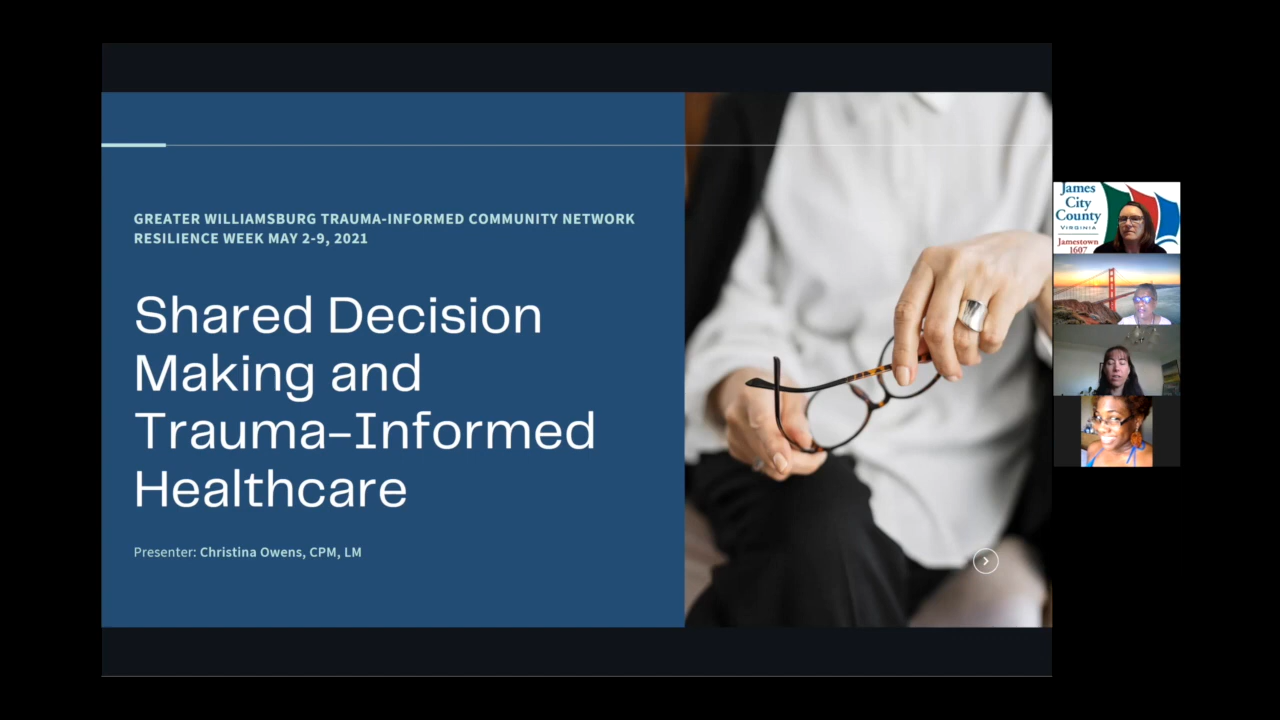 GREATER WILLIAMSBURG TRAUMA-INFORMED COMMUNITY NETWORK
RESILIENCE WEEK MAY 2-9, 2021
Shared Decision
Making and
Trauma-Informed
Healthcare
Presenter: Christina Owens, CPM, LM
James
City
County
VIRGINIA
Jamestown
1607